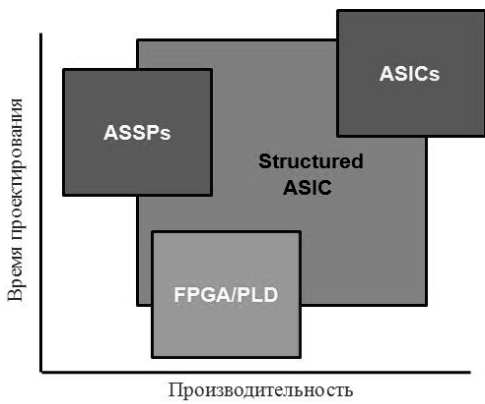 ASICs
ASSPs
Structured
ASIC
FPGA/PLD
Время проектирования
Производительность